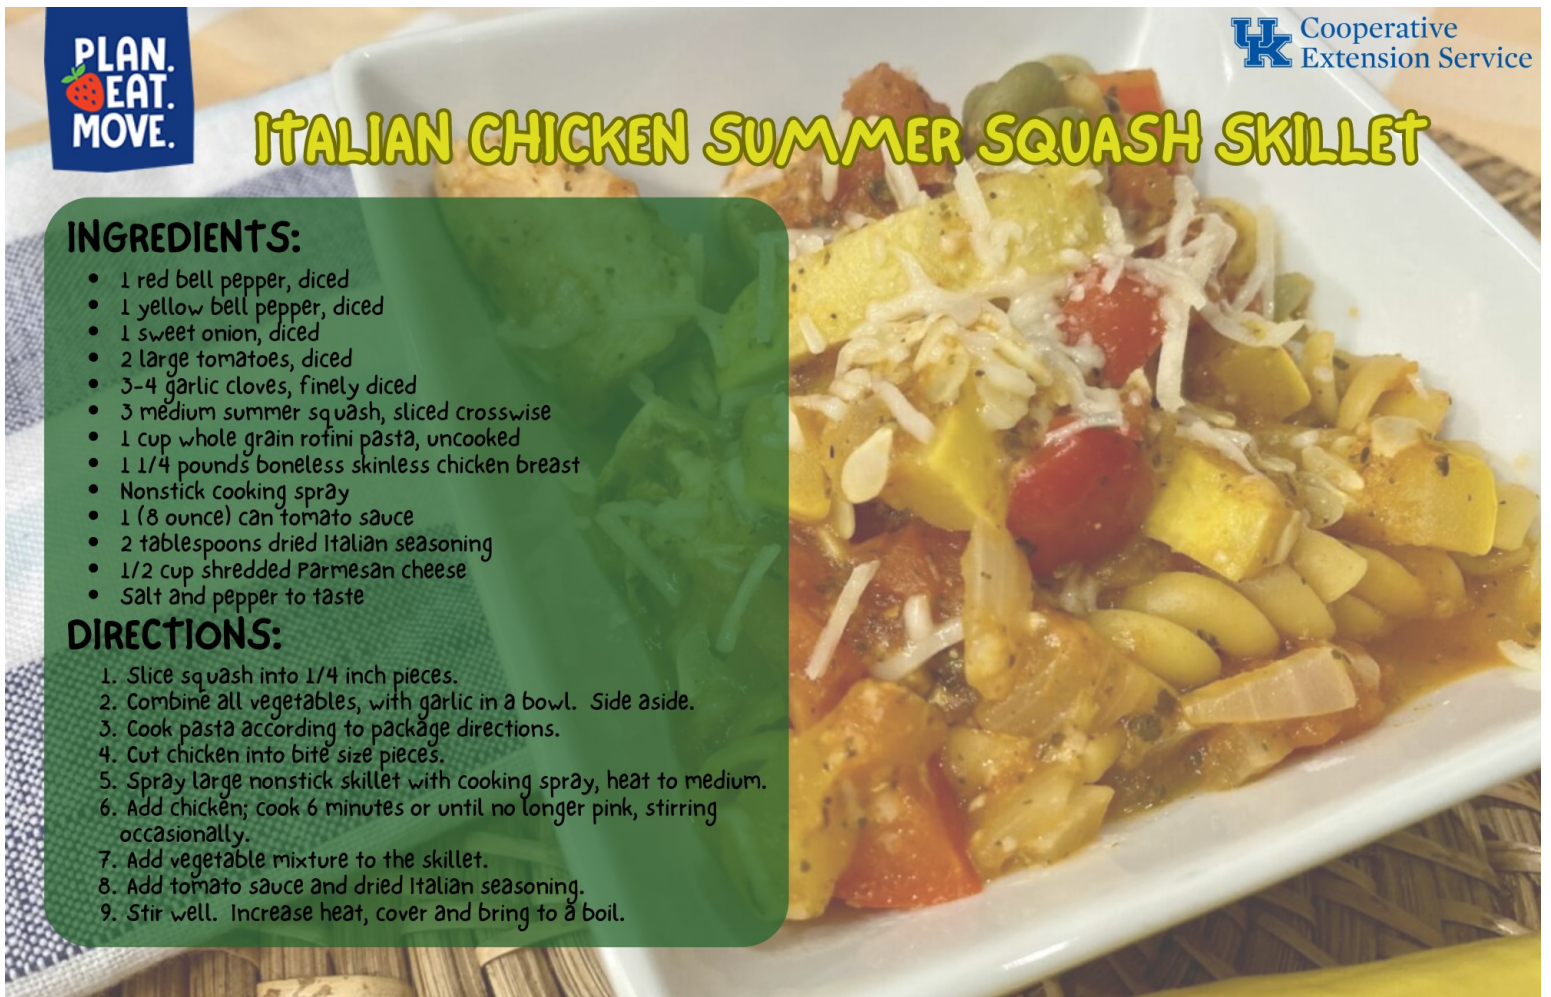 PLAN.
EAT.
MOVE.
UK Cooperative
Extension Service
ITALIAN CHICKEN SUMMER SQUASH SKILLET
INGREDIENTS:
• 1 red bell pepper, diced
• 1 yellow bell pepper, diced
• 1 sweet onion, diced
• 2 large tomatoes, diced
• 3-4 garlic cloves, finely diced
• 3 medium summer squash, sliced crosswise
• 1 cup whole grain rotini pasta, uncooked
• 1 1/4 pounds boneless skinless chicken breast
• Nonstick cooking spray
• 1 (8 ounce) can tomato sauce
• 2 tablespoons dried Italian seasoning
• 1/2 cup shredded Parmesan cheese
• Salt and pepper to taste
DIRECTIONS:
1. Slice squash into 1/4 inch pieces.
2. Combine all vegetables, with garlic in a bowl. Side aside.
3. Cook pasta according to package directions.
4. Cut chicken into bite size pieces.
5. Spray large nonstick skillet with cooking spray, heat to medium.
6. Add chicken; cook 6 minutes or until no longer pink, stirring
occasionally.
7. Add vegetable mixture to the skillet.
8. Add tomato sauce and dried Italian seasoning.
9. Stir well. Increase heat, cover and bring to a boil.